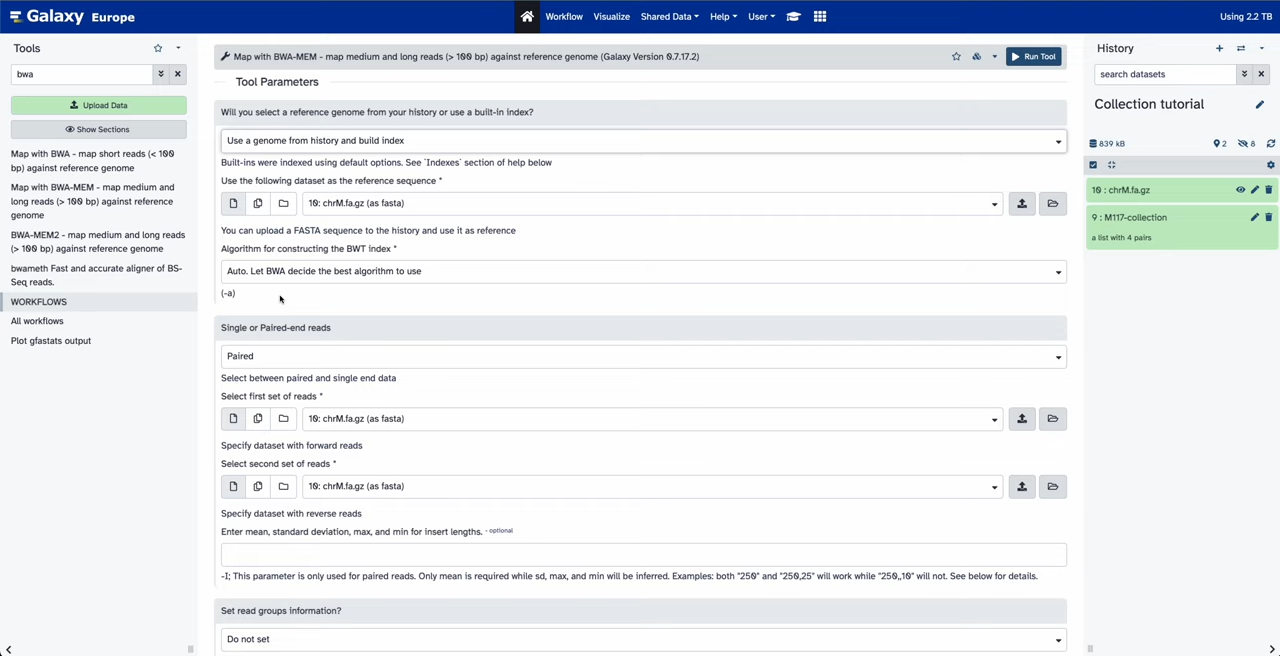 Galaxy Europe
Workflow Visualize Shared Data Help User
Using 2.2 TB
Tools
bwa
Upload Data
Show Sections
Map with BWA - map short reads (< 100 bp) against reference genome
Map with BWA-MEM - map medium and long reads (> 100 bp) against reference genome
BWA-MEM2 - map medium and long reads (> 100 bp) against reference genome
bwameth Fast and accurate aligner of BS-Seq reads.
WORKFLOWS
All workflows
Plot gfastats output
Map with BWA-MEM - map medium and long reads (> 100 bp) against reference genome (Galaxy Version 0.7.17.2)
Run Tool
Tool Parameters
Will you select a reference genome from your history or use a built-in index?
Use a genome from history and build index
Built-ins were indexed using default options. See `Indexes` section of help below
Use the following dataset as the reference sequence *
10: chrM.fa.gz (as fasta)
You can upload a FASTA sequence to the history and use it as reference
Algorithm for constructing the BWT index *
Auto. Let BWA decide the best algorithm to use
(-a)
Single or Paired-end reads
Paired
Select between paired and single end data
Select first set of reads *
10: chrM.fa.gz (as fasta)
Specify dataset with forward reads
Select second set of reads *
10: chrM.fa.gz (as fasta)
Specify dataset with reverse reads
Enter mean, standard deviation, max, and min for insert lengths. - optional
-I; This parameter is only used for paired reads. Only mean is required while sd, max, and min will be inferred. Examples: both "250" and "250,25" will work while "250,,10" will not. See below for details.
Set read groups information?
Do not set
History
search datasets
Collection tutorial
839 kB 2 8
10 : chrM.fa.gz
9 : M117-collection
a list with 4 pairs